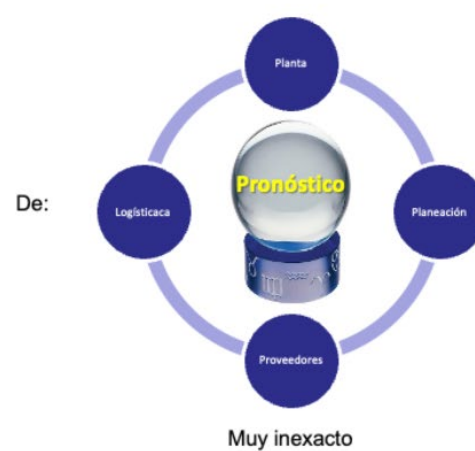 Planta
Pronóstico
De:
Logísticaca
Planeación
Proveedores
Muy inexacto